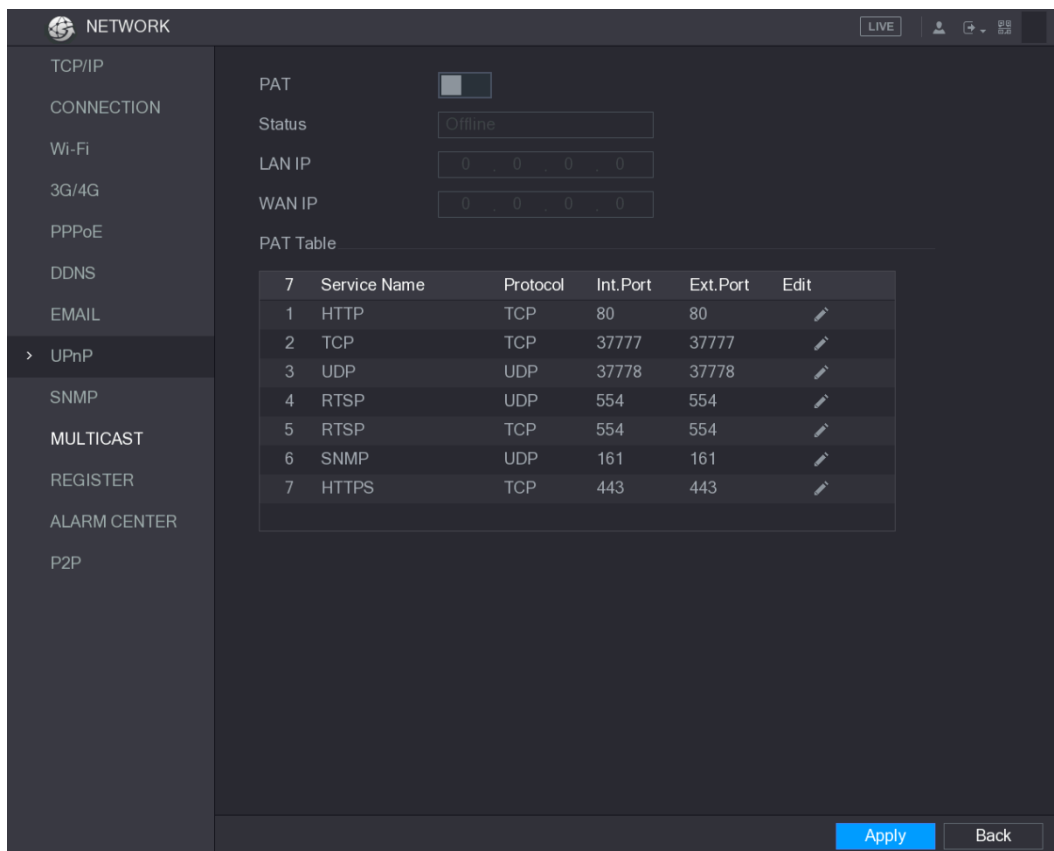 NETWORK
LIVE
TCP/IP
CONNECTION
Wi-Fi
3G/4G
PPPoE
DDNS
EMAIL
UPnP
SNMP
MULTICAST
REGISTER
ALARM CENTER
P2P
PAT
Status Offline
LAN IP 0 . 0 . 0 . 0
WAN IP 0 . 0 . 0 . 0
PAT Table
7 Service Name Protocol Int.Port Ext.Port Edit
1 HTTP TCP 80 80
2 TCP TCP 37777 37777
3 UDP UDP 37778 37778
4 RTSP UDP 554 554
5 RTSP TCP 554 554
6 SNMP UDP 161 161
7 HTTPS TCP 443 443
Apply Back